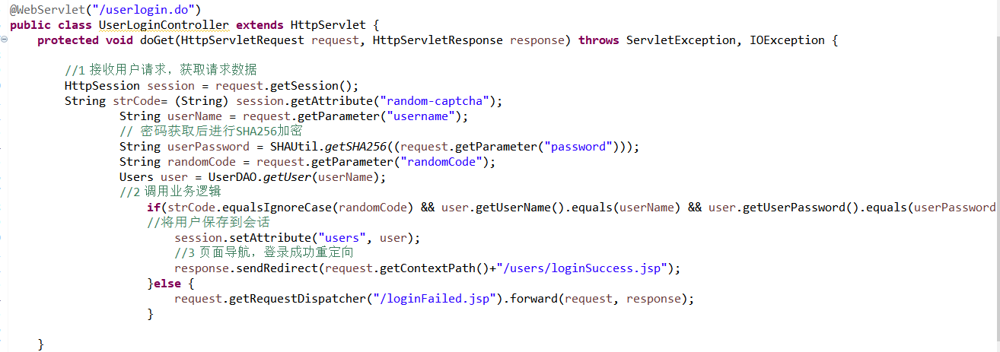 @WebServlet("/userlogin.do")
public class UserLoginController extends HttpServlet {
protected void doGet(HttpServletRequest request, HttpServletResponse response) throws ServletException, IOException {
//1 接收用户请求，获取请求数据
HttpSession session = request.getSession();
String strCode= (String) session.getAttribute("random-captcha");
String userName = request.getParameter("username");
// 密码获取后进行SHA256加密
String userPassword = SHAUtil.getSHA256((request.getParameter("password")));
String randomCode = request.getParameter("randomCode");
Users user = UserDAO.getUser(userName);
//2 调用业务逻辑
if(strCode.equalsIgnoreCase(randomCode) && user.getUserName().equals(userName) && user.getUserPassword().equals(userPassword
//将用户保存到会话
session.setAttribute("users", user);
//3 页面导航，登录成功重定向
response.sendRedirect(request.getContextPath()+"/users/loginSuccess.jsp");
}else {
request.getRequestDispatcher("/loginFailed.jsp").forward(request, response);
}
}